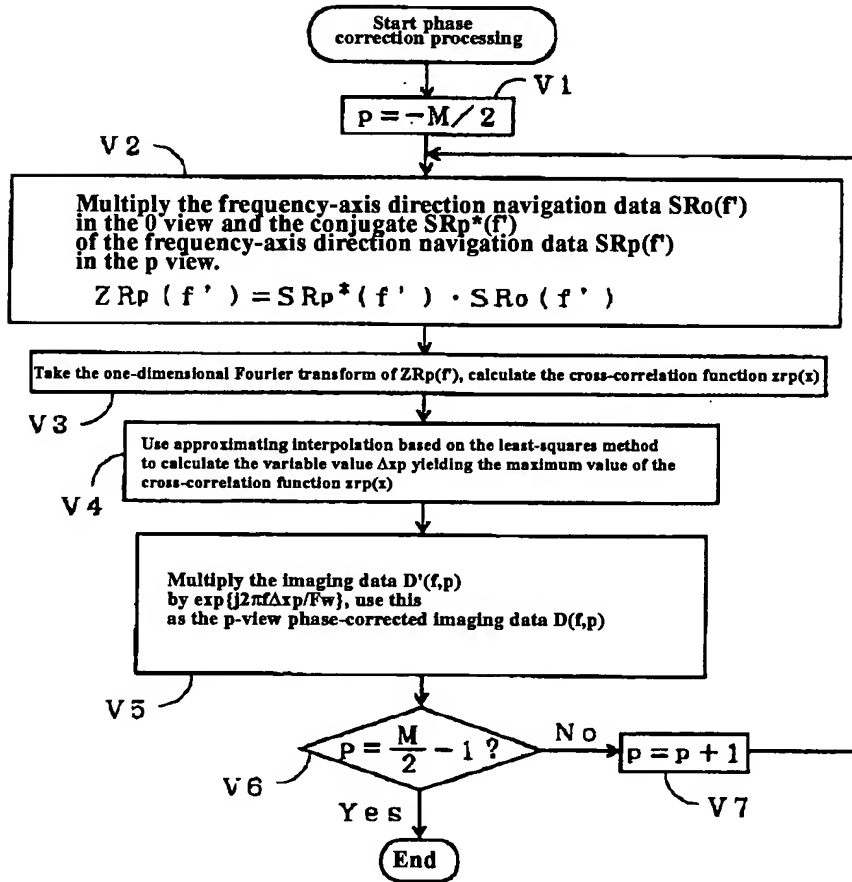 Start phase
correction processing
V1
p = -M/2
V2
Multiply the frequency-axis direction navigation data SRo(f')
in the 0 view and the conjugate SRp*(f')
of the frequency-axis direction navigation data SRp(f')
in the p view.
ZRp(f') = SRp*(f') · SRo(f')
Take the one-dimensional Fourier transform of ZRp(f'), calculate the cross-correlation function zrp(x)
V3
Use approximating interpolation based on the least-squares method
to calculate the variable value Δxp yielding the maximum value of the
cross-correlation function zrp(x)
V4
Multiply the imaging data D'(f,p)
by exp{j2πfΔxp/Fw}, use this
as the p-view phase-corrected imaging data D(f,p)
V5
P = M/2 - 1 ?
No
p = p + 1
V6
V7
Yes
End